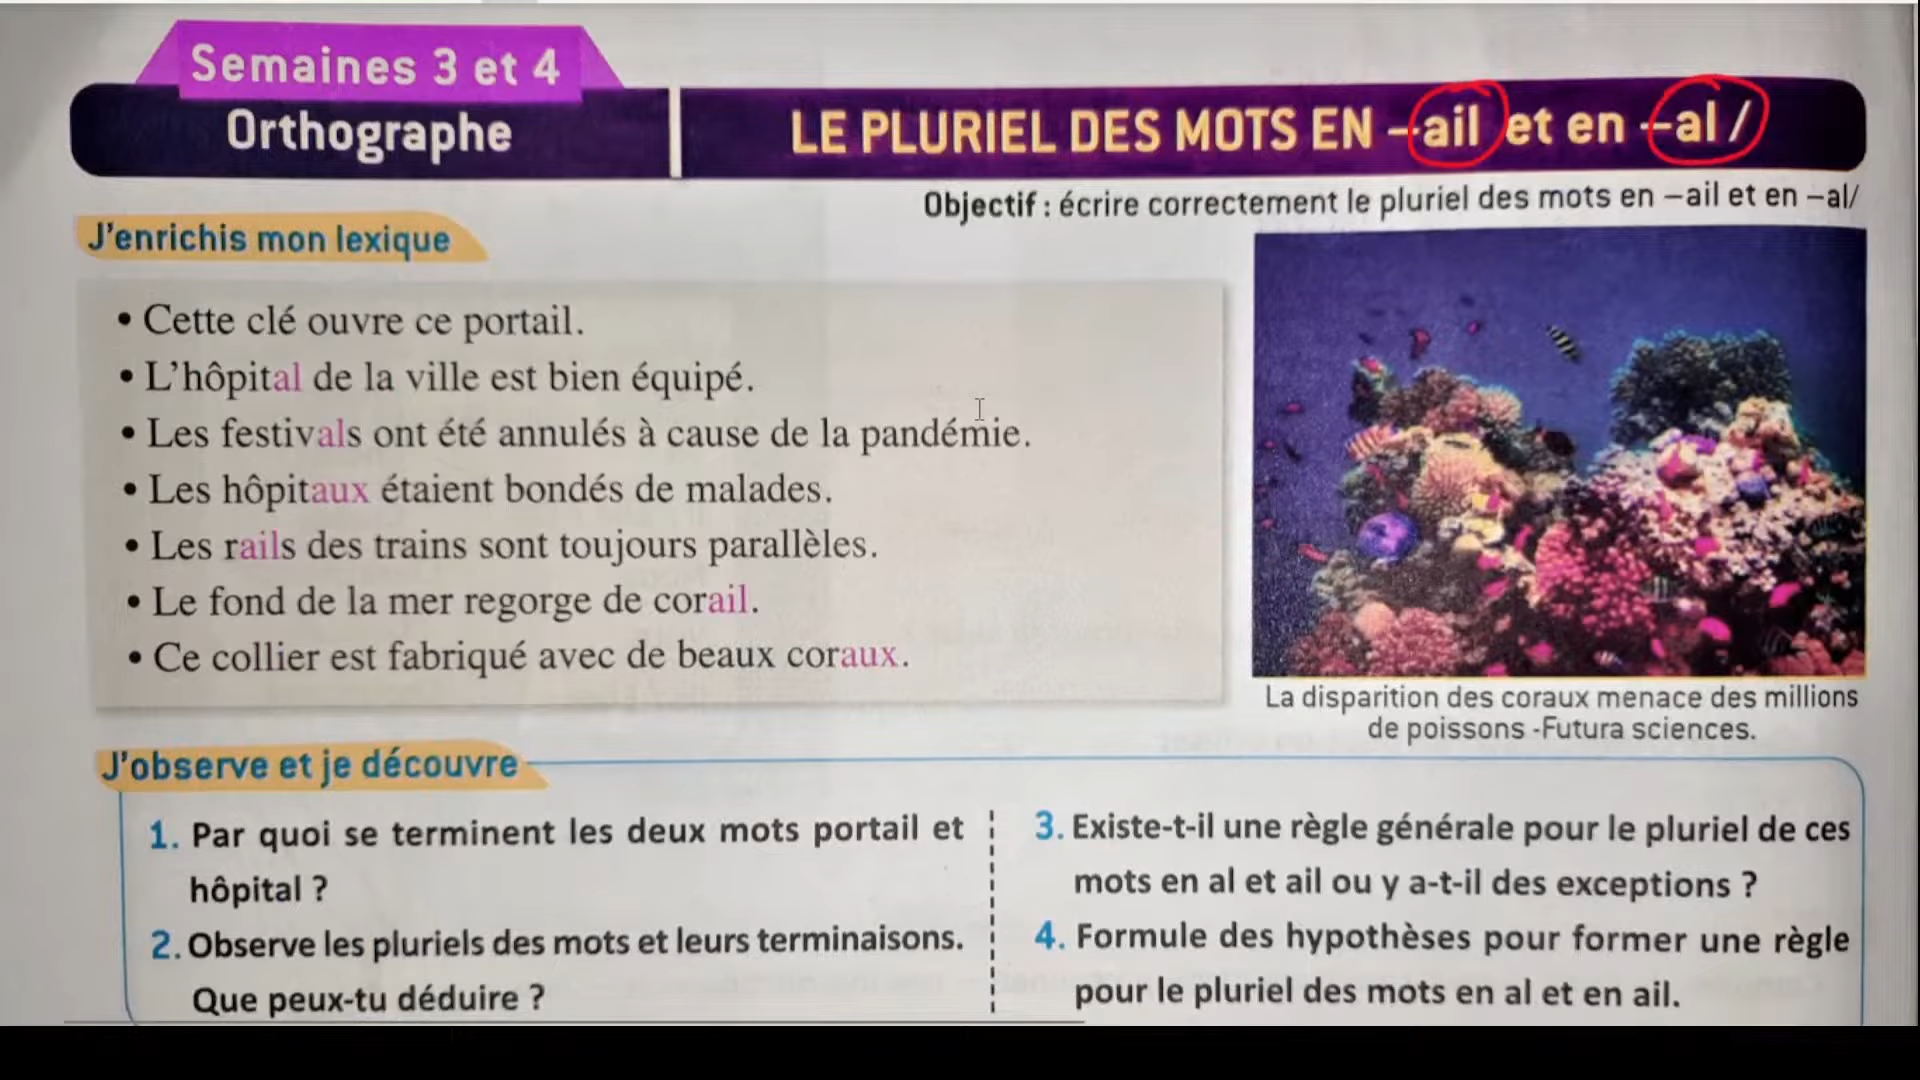 Semaines 3 et 4
Orthographe
LE PLURIEL DES MOTS EN –ail et en –al /
Objectif : écrire correctement le pluriel des mots en –ail et en –al/
J'enrichis mon lexique
• Cette clé ouvre ce portail.
• L'hôpital de la ville est bien équipé.
• Les festivals ont été annulés à cause de la pandémie.
• Les hôpitaux étaient bondés de malades.
• Les rails des trains sont toujours parallèles.
• Le fond de la mer regorge de corail.
• Ce collier est fabriqué avec de beaux coraux.
La disparition des coraux menace des millions
de poissons -Futura sciences.
J'observe et je découvre
1. Par quoi se terminent les deux mots portail et
hôpital ?
2. Observe les pluriels des mots et leurs terminaisons.
Que peux-tu déduire ?
3. Existe-t-il une règle générale pour le pluriel de ces
mots en al et ail ou y a-t-il des exceptions ?
4. Formule des hypothèses pour former une règle
pour le pluriel des mots en al et en ail.